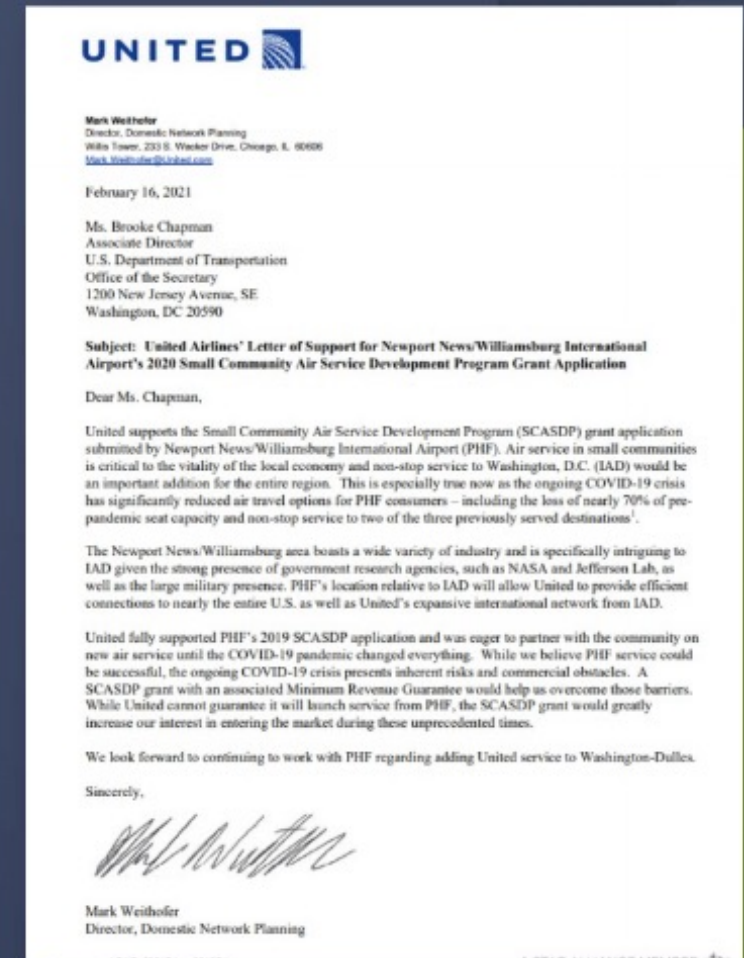 UNITED
Mark Weithofer
Director, Domestic Network Planning
Willis Tower, 233 S. Wacker Drive, Chicago, IL 60606
Mark.Weithofer@United.com
February 16, 2021
Ms. Brooke Chapman
Associate Director
U.S. Department of Transportation
Office of the Secretary
1200 New Jersey Avenue, SE
Washington, DC 20590
Subject: United Airlines' Letter of Support for Newport News/Williamsburg International
Airport's 2020 Small Community Air Service Development Program Grant Application
Dear Ms. Chapman,
United supports the Small Community Air Service Development Program (SCASDP) grant application
submitted by Newport News/Williamsburg International Airport (PHF). Air service in small communities
is critical to the vitality of the local economy and non-stop service to Washington, D.C. (IAD) would be
an important addition for the entire region. This is especially true now as the ongoing COVID-19 crisis
has significantly reduced air travel options for PHF consumers – including the loss of nearly 70% of pre-
pandemic seat capacity and non-stop service to two of the three previously served destinations¹.
The Newport News/Williamsburg area boasts a wide variety of industry and is specifically intriguing to
IAD given the strong presence of government research agencies, such as NASA and Jefferson Lab, as
well as the large military presence. PHF's location relative to IAD will allow United to provide efficient
connections to nearly the entire U.S. as well as United's expansive international network from IAD.
United fully supported PHF's 2019 SCASDP application and was eager to partner with the community on
new air service until the COVID-19 pandemic changed everything. While we believe PHF service could
be successful, the ongoing COVID-19 crisis presents inherent risks and commercial obstacles. A
SCASDP grant with an associated Minimum Revenue Guarantee would help us overcome those barriers.
While United cannot guarantee it will launch service from PHF, the SCASDP grant would greatly
increase our interest in entering the market during these unprecedented times.
We look forward to continuing to work with PHF regarding adding United service to Washington-Dulles.
Sincerely,
Mark Weithofer
Director, Domestic Network Planning